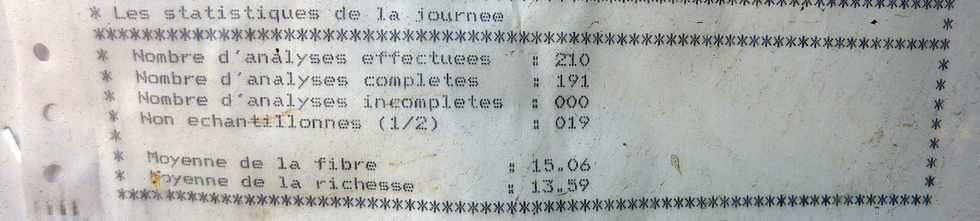 * Les statistiques de la journee *
**********************************************************************
* Nombre d'analyses effectuees : 210 *
* Nombre d'analyses completes : 191 *
* Nombre d'analyses incompletes : 000 *
* Non echantillonnes (1/2) : 019 *
* *
* Moyenne de la fibre : 15.06 *
* Moyenne de la richesse : 13.59 *
**********************************************************************